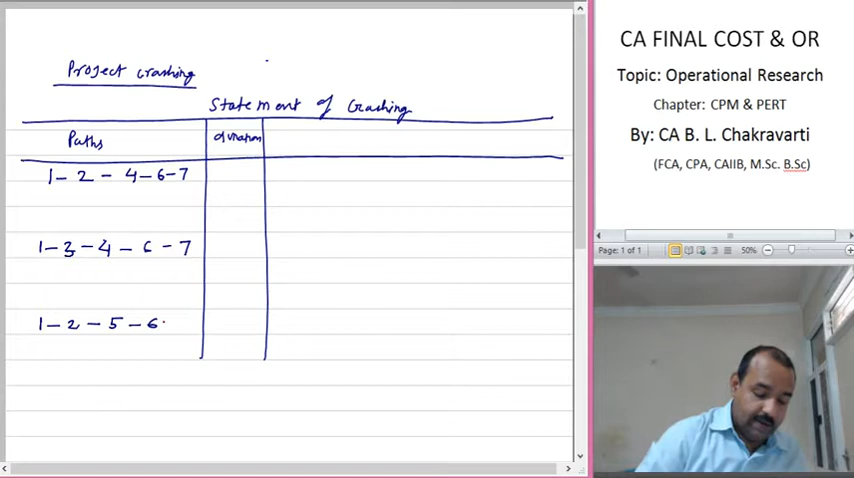 Project crashing
Statement of Crashing
Paths duration
1 - 2 - 4 - 6 - 7
1 - 3 - 4 - 6 - 7
1 - 2 - 5 - 6
CA FINAL COST & OR
Topic: Operational Research
Chapter: CPM & PERT
By: CA B. L. Chakravarti
(FCA, CPA, CAIIB, M.Sc. B.Sc)
Page: 1 of 1 50%